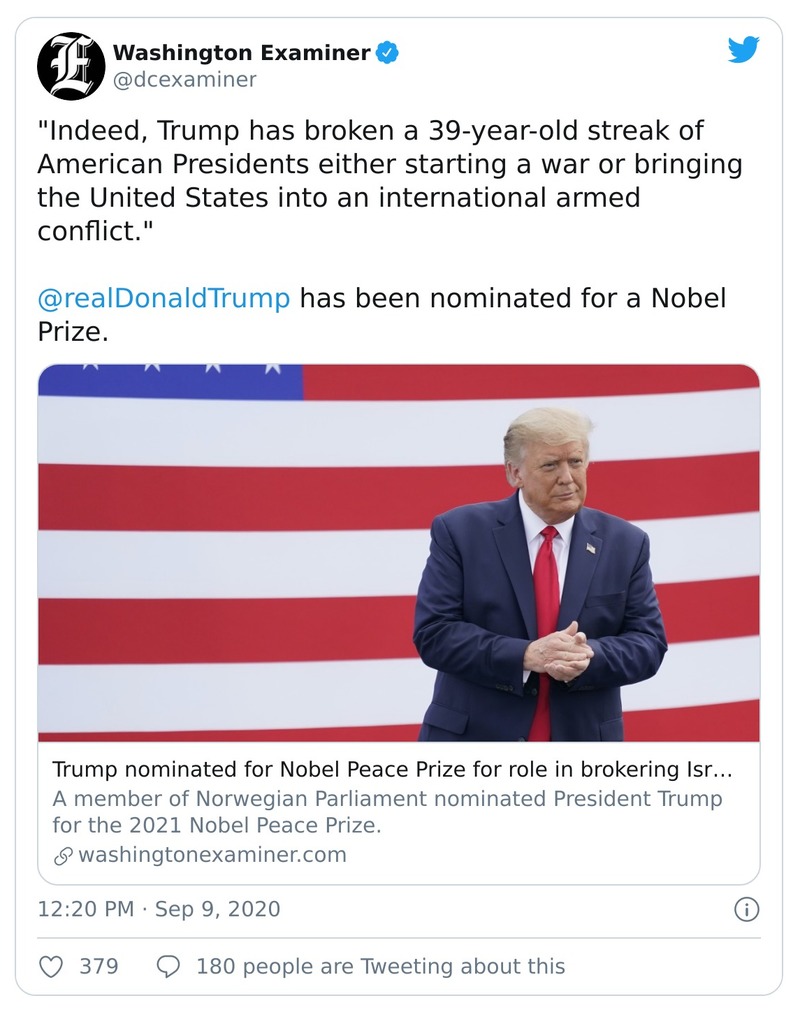 Washington Examiner
@dcexaminer
"Indeed, Trump has broken a 39-year-old streak of
American Presidents either starting a war or bringing
the United States into an international armed
conflict."
@realDonaldTrump has been nominated for a Nobel
Prize.
Trump nominated for Nobel Peace Prize for role in brokering Isr...
A member of Norwegian Parliament nominated President Trump
for the 2021 Nobel Peace Prize.
washingtonexaminer.com
12:20 PM · Sep 9, 2020
379 180 people are Tweeting about this